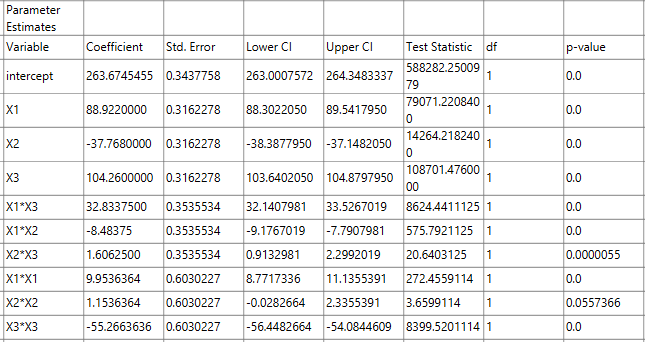 Parameter Estimates
Variable Coefficient Std. Error Lower CI Upper CI Test Statistic df p-value
intercept 263.6745455 0.3437758 263.0007572 264.3483337 588282.2500979 1 0.0
X1 88.9220000 0.3162278 88.3022050 89.5417950 79071.2208400 1 0.0
X2 -37.7680000 0.3162278 -38.3877950 -37.1482050 14264.2182400 1 0.0
X3 104.2600000 0.3162278 103.6402050 104.8797950 108701.4760000 1 0.0
X1*X3 32.8337500 0.3535534 32.1407981 33.5267019 8624.4411125 1 0.0
X1*X2 -8.48375 0.3535534 -9.1767019 -7.7907981 575.7921125 1 0.0
X2*X3 1.6062500 0.3535534 0.9132981 2.2992019 20.6403125 1 0.0000055
X1*X1 9.9536364 0.6030227 8.7717336 11.1355391 272.4559114 1 0.0
X2*X2 1.1536364 0.6030227 -0.0282664 2.3355391 3.6599114 1 0.0557366
X3*X3 -55.2663636 0.6030227 -56.4482664 -54.0844609 8399.5201114 1 0.0